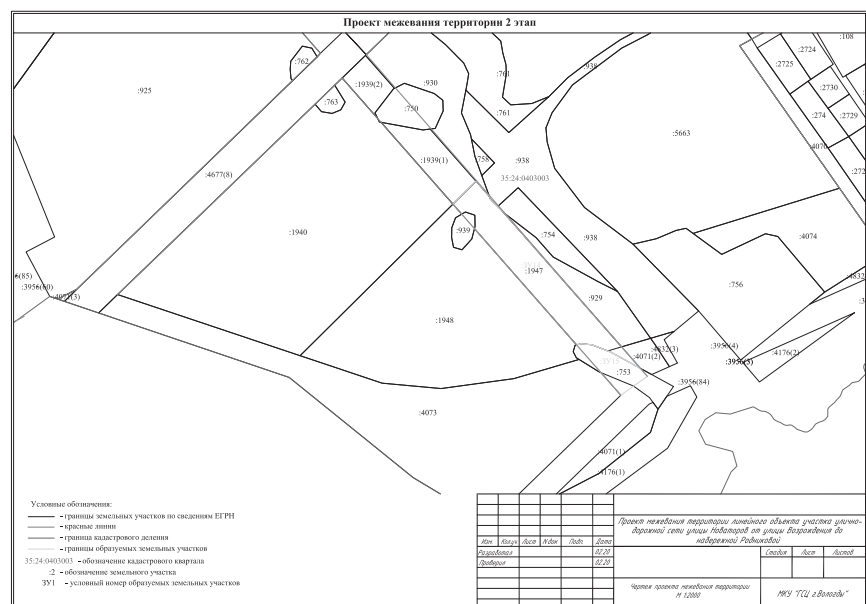 Проект межевания территории 2 этап
:108
:2724
:762
:761
:938
:2725
:1939(2)
:930
:925
:2730
:763
:750
:761
:274
:2729
:5663
:4070
:758
:938
:1939(1)
:4677(8)
35:24:0403003
:939
:1940
:754
:938
:4074
:1947
:756
:3956(60)
:4071(3)
:929
:1948
:3956(4)
:4832(3)
:4071(2)
:4176(2)
:3956(3)
:753
:3956(84)
:4073
:4071(1)
:4176(1)
Условные обозначения:
- границы земельных участков по сведениям ЕГРН
- красные линии
- граница кадастрового деления
- границы образуемых земельных участков
35:24:0403003 - обозначение кадастрового квартала
:2 - обозначение земельного участка
ЗУ1 - условный номер образуемых земельных участков
Проект межевания территории линейного объекта участка улично-
дорожной сети улицы Новаторов от улицы Возрождения до
набережной Родниковой
Изм. Кол.уч Лист N док Подп. Дата
Разработал 02.20
Проверил 02.20
Стадия Лист Листов
Чертеж проекта межевания территории
М 1:2000
МКУ "ГСЦ г.Вологды"